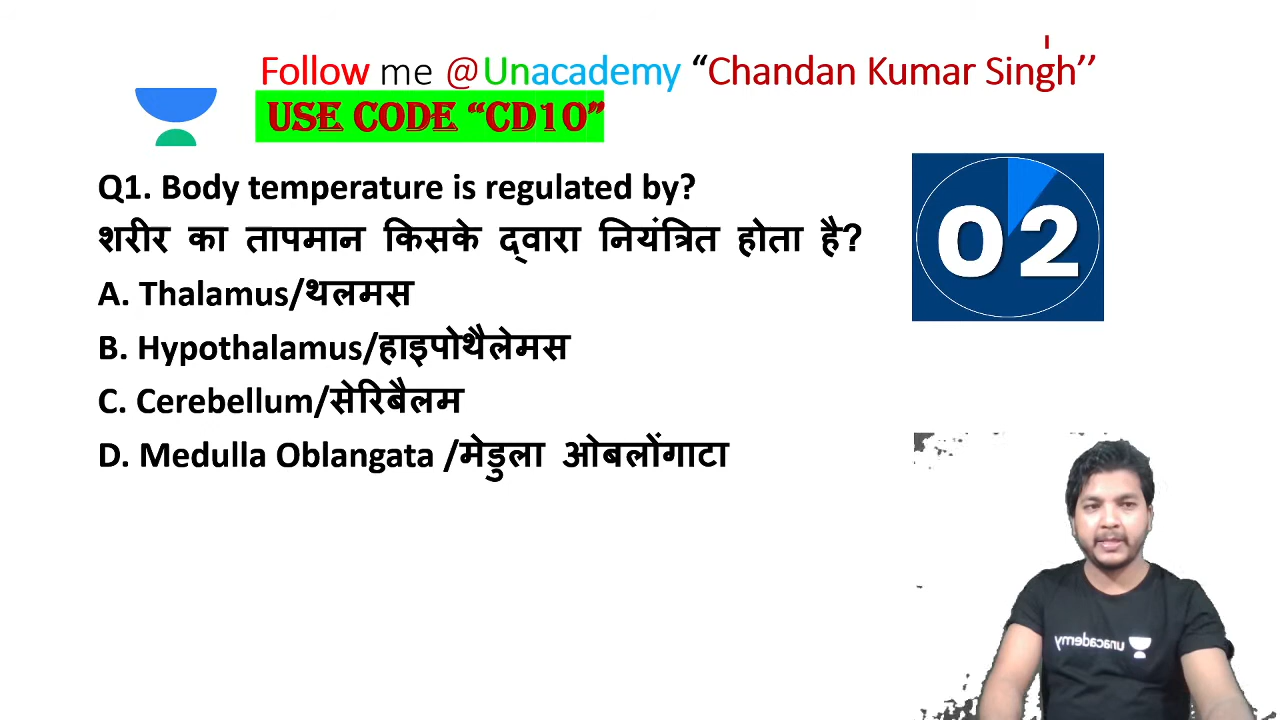 Follow me @Unacademy “Chandan Kumar Singh’’
USE CODE “CD10”
Q1. Body temperature is regulated by?
शरीर का तापमान किसके द्वारा नियंत्रित होता है?
A. Thalamus/थलमस
B. Hypothalamus/हाइपोथैलेमस
C. Cerebellum/सेरिबैलम
D. Medulla Oblangata /मेडुला ओबलोंगाटा
02
unacademy